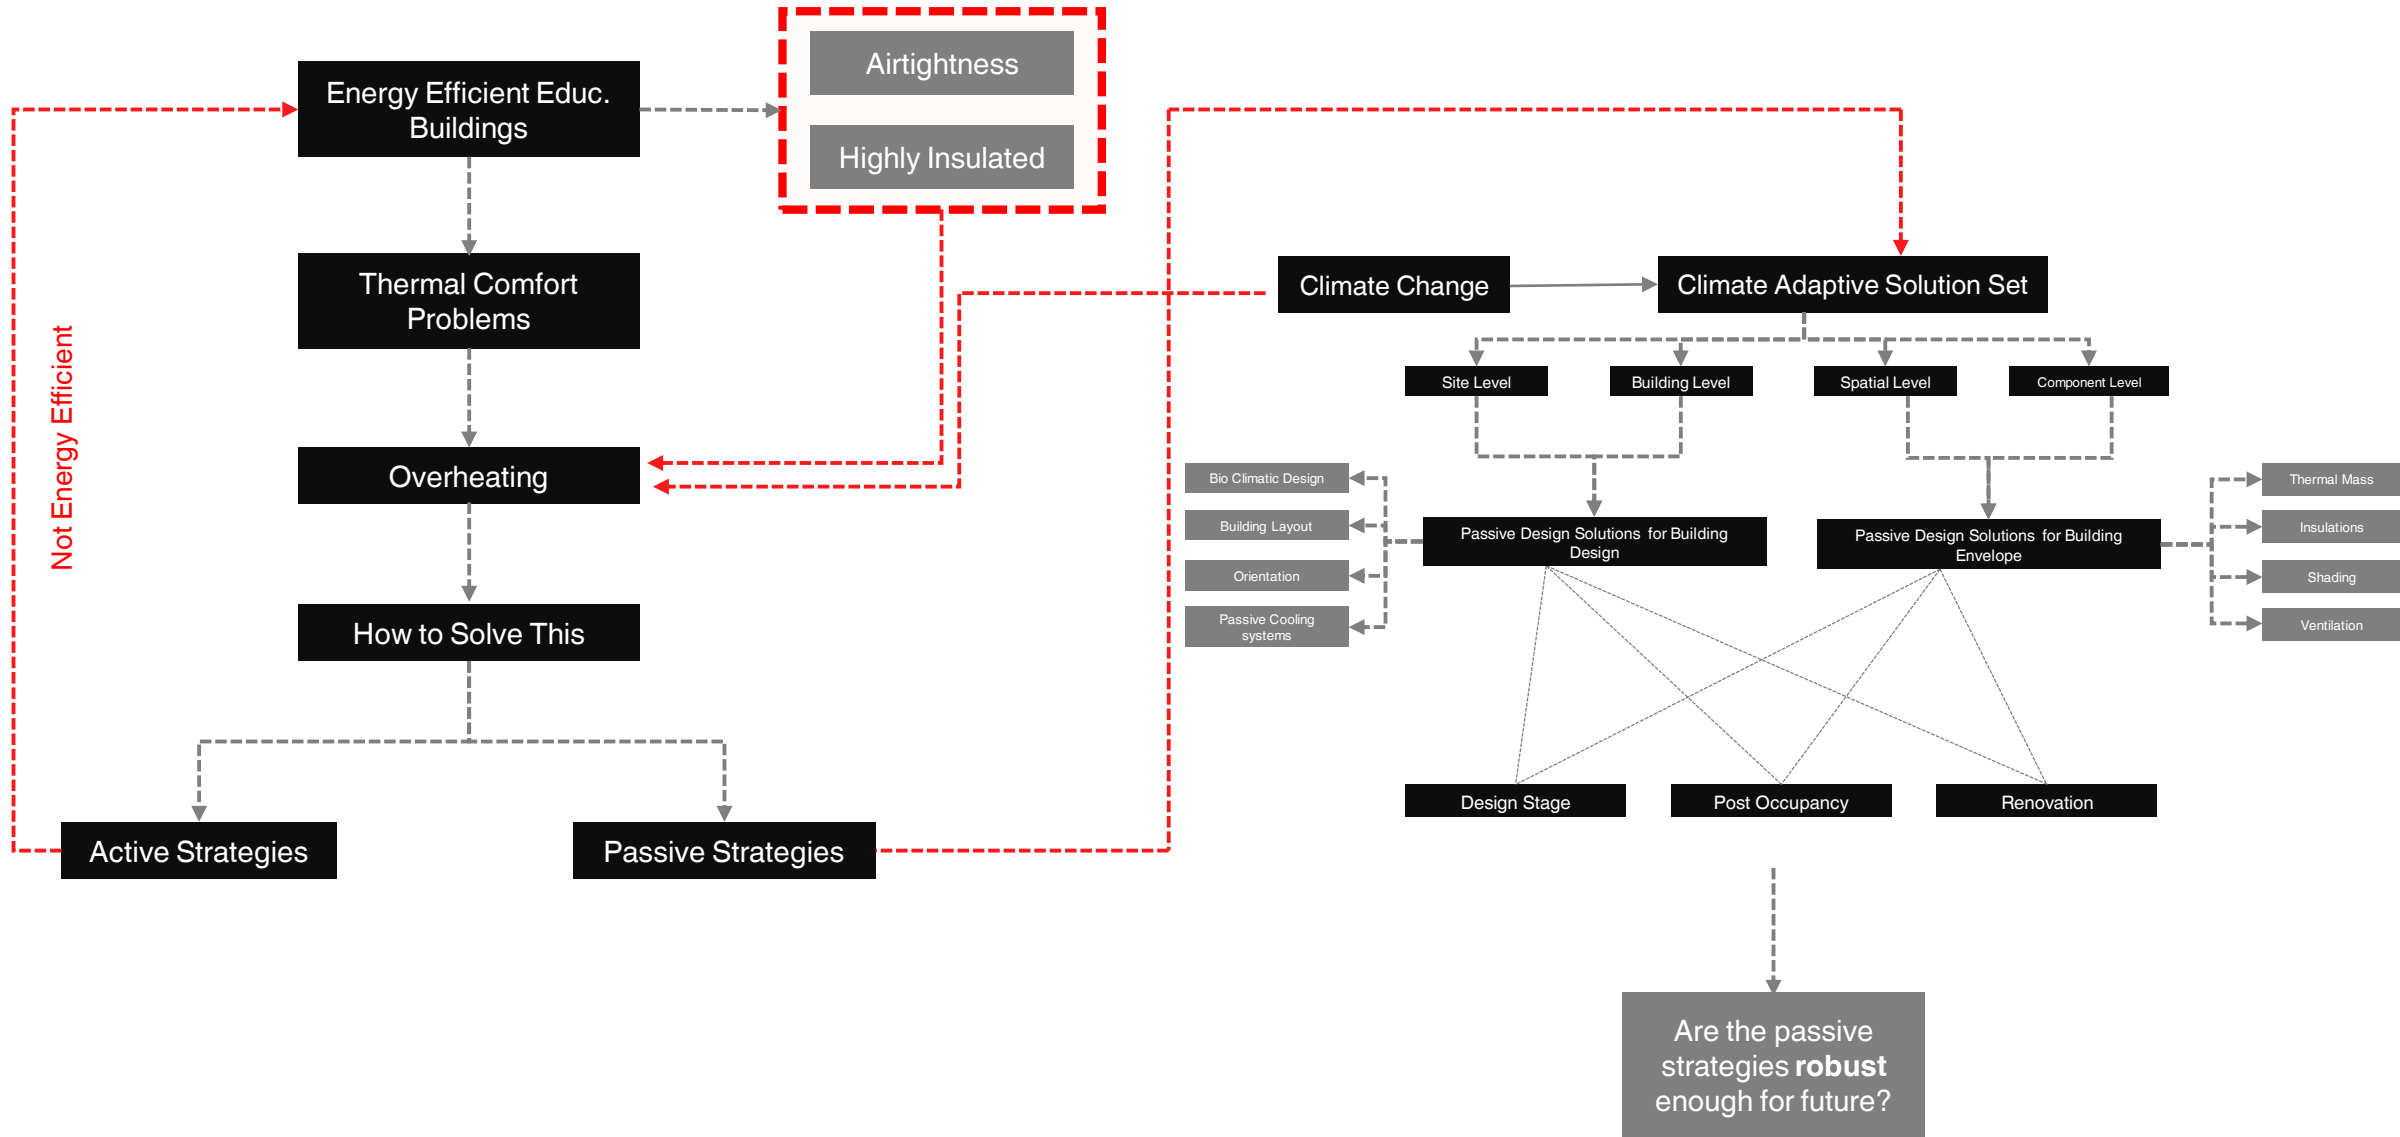 Energy Efficient Educ.
Buildings
Airtightness
Highly Insulated
Thermal Comfort
Problems
Not Energy Efficient
Overheating
How to Solve This
Active Strategies
Passive Strategies
Climate Change
Climate Adaptive Solution Set
Site Level
Building Level
Spatial Level
Component Level
Bio Climatic Design
Building Layout
Orientation
Passive Cooling
systems
Passive Design Solutions for Building
Design
Passive Design Solutions for Building
Envelope
Thermal Mass
Insulations
Shading
Ventilation
Design Stage
Post Occupancy
Renovation
Are the passive
strategies robust
enough for future?